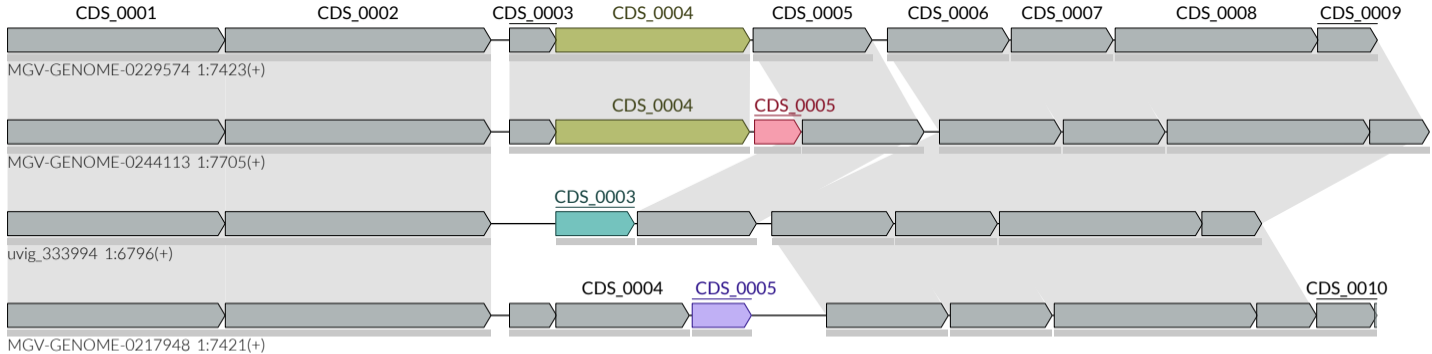 CDS_0001 CDS_0002 CDS_0003 CDS_0004 CDS_0005 CDS_0006 CDS_0007 CDS_0008 CDS_0009
MGV-GENOME-0229574 1:7423(+)
CDS_0004 CDS_0005
MGV-GENOME-0244113 1:7705(+)
CDS_0003
uvig_333994 1:6796(+)
CDS_0004 CDS_0005 CDS_0010
MGV-GENOME-0217948 1:7421(+)